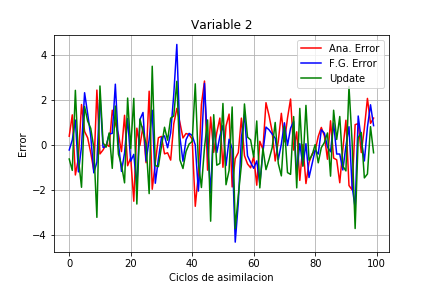 Variable 2
Ana. Error
F.G. Error
Update
Error
4
2
0
−2
−4
0 20 40 60 80 100
Ciclos de asimilacion